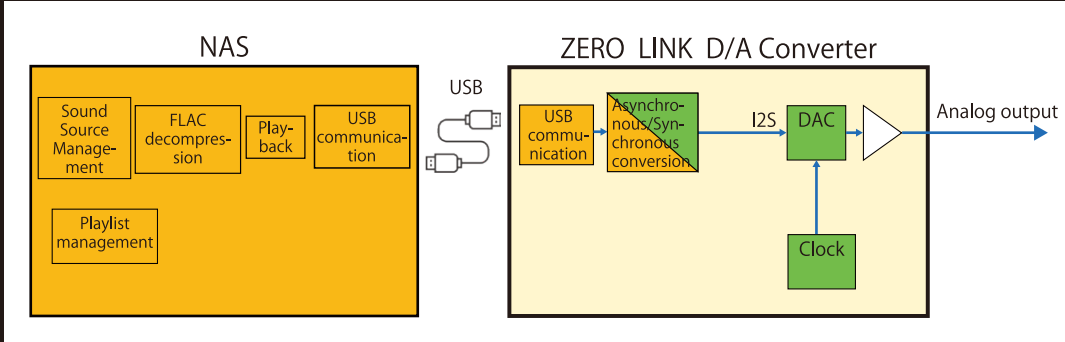 NAS
ZERO LINK D/A Converter
Sound
Source
Manage-
ment
FLAC
decompres-
sion
Play-
back
USB
communica-
tion
Playlist
management
USB
USB
commu-
nication
Asynchro-
nous/Syn-
chronous
conversion
I2S
DAC
Clock
Analog output